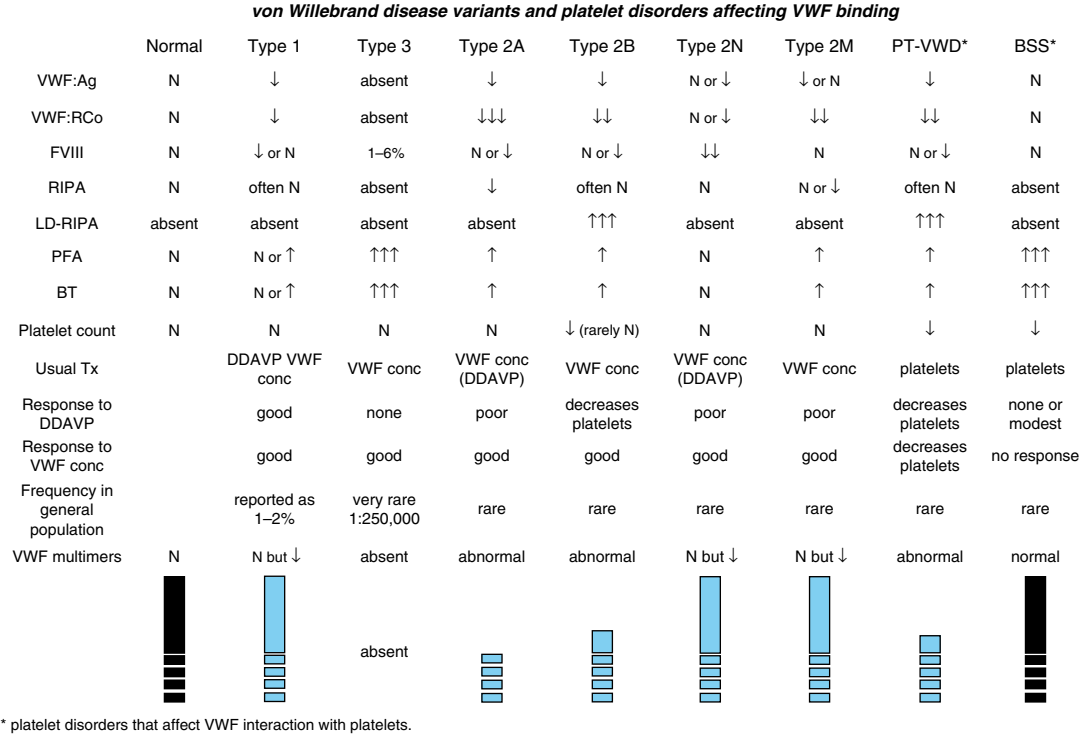 von Willebrand disease variants and platelet disorders affecting VWF binding
Normal Type 1 Type 3 Type 2A Type 2B Type 2N Type 2M PT-VWD* BSS*
VWF:Ag N ↓ absent ↓ ↓ N or ↓ ↓ or N ↓ N
VWF:RCo N ↓ absent ↓↓↓ ↓↓ N or ↓ ↓↓ ↓↓ N
FVIII N ↓ or N 1–6% N or ↓ N or ↓ ↓↓ N N or ↓ N
RIPA N often N absent ↓ often N N N or ↓ often N absent
LD-RIPA absent absent absent absent ↑↑↑ absent absent ↑↑↑ absent
PFA N N or ↑ ↑↑↑ ↑ ↑ N ↑ ↑ ↑↑↑
BT N N or ↑ ↑↑↑ ↑ ↑ N ↑ ↑ ↑↑↑
Platelet count N N N N ↓ (rarely N) N N ↓ ↓
Usual Tx DDAVP VWF conc VWF conc VWF conc (DDAVP) VWF conc VWF conc (DDAVP) VWF conc platelets platelets
Response to DDAVP good none poor decreases platelets poor poor decreases platelets none or modest
Response to VWF conc good good good good good good decreases platelets no response
Frequency in general population reported as 1–2% very rare 1:250,000 rare rare rare rare rare rare
VWF multimers N N but ↓ absent abnormal abnormal N but ↓ N but ↓ abnormal normal
absent
* platelet disorders that affect VWF interaction with platelets.